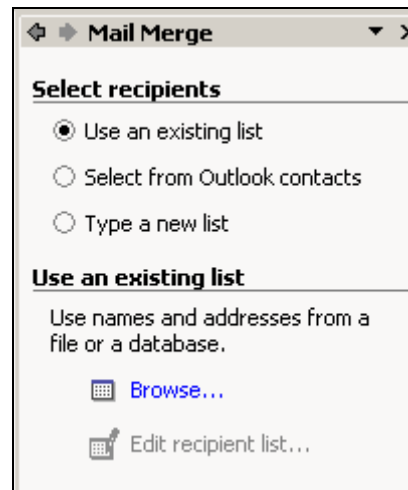 Mail Merge
Select recipients
Use an existing list
Select from Outlook contacts
Type a new list
Use an existing list
Use names and addresses from a
file or a database.
Browse...
Edit recipient list...